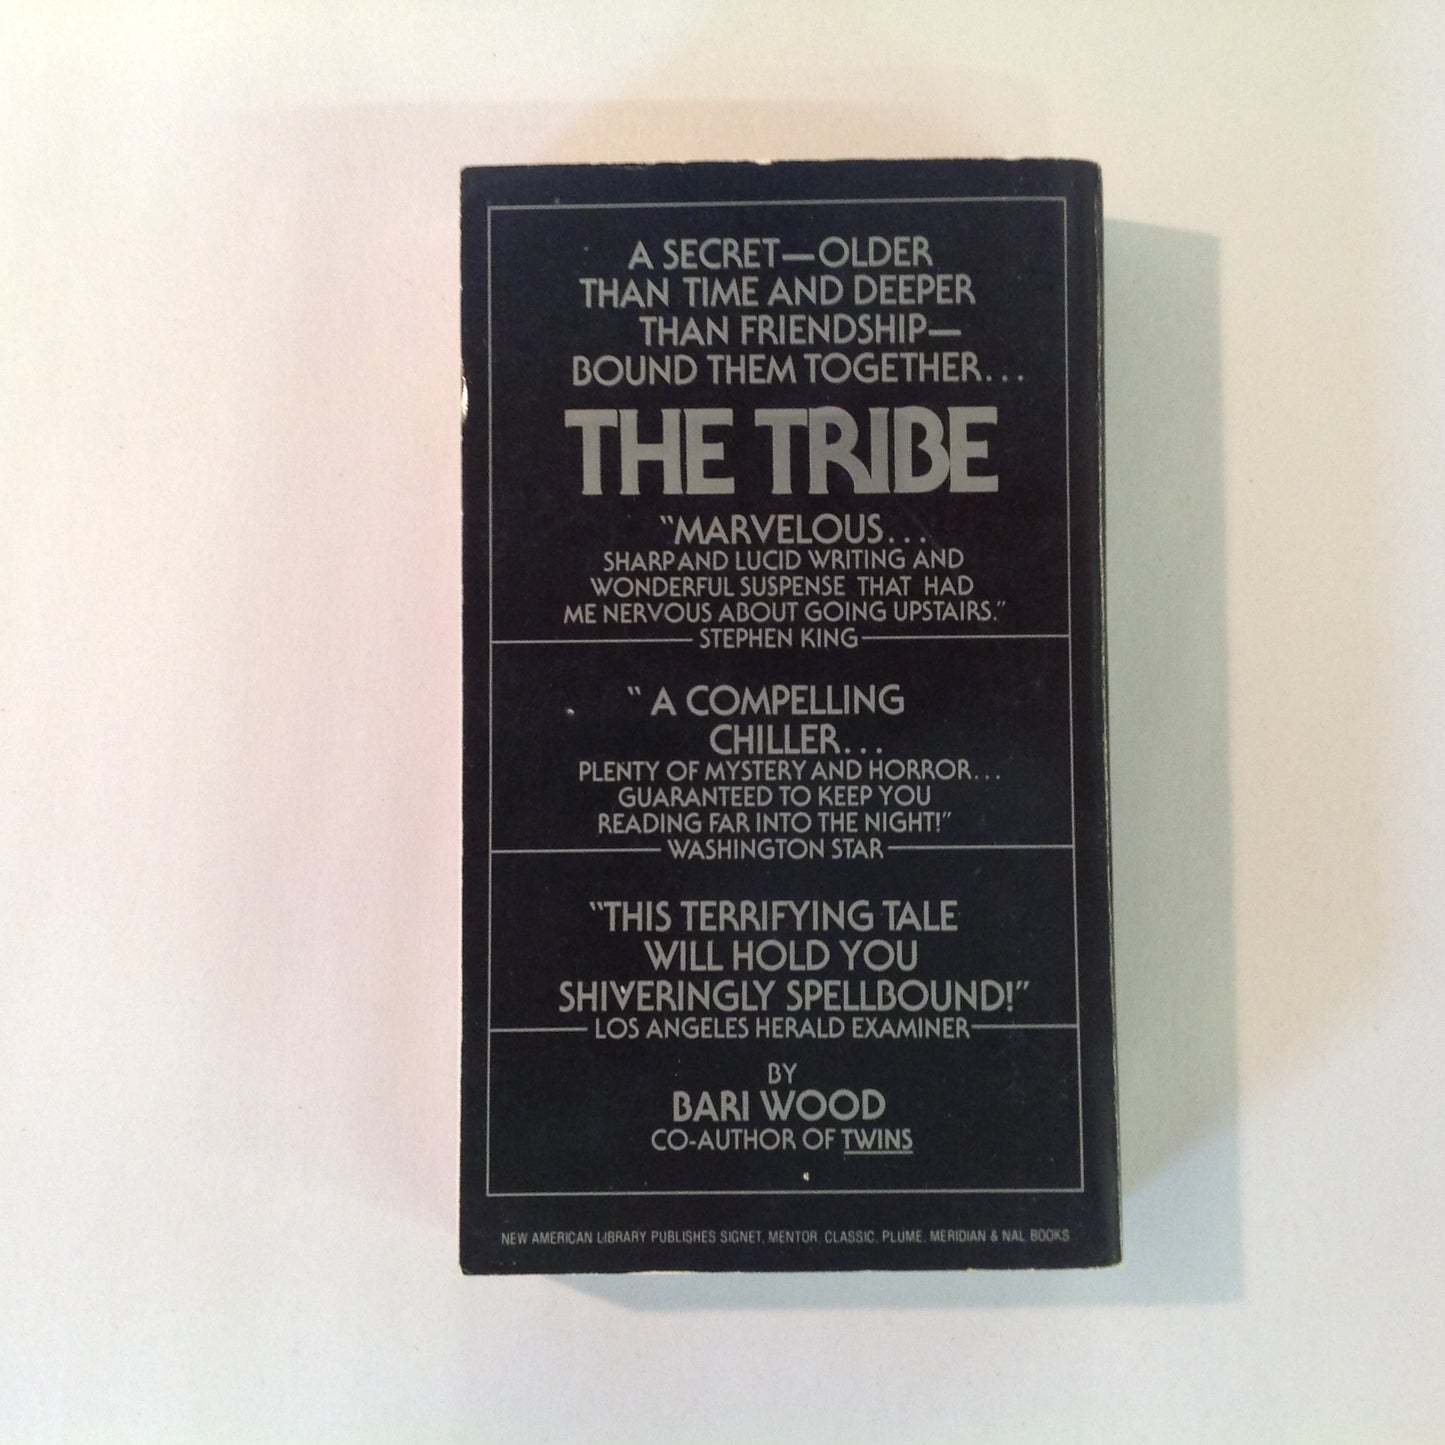 A SECRET—OLDER
THAN TIME AND DEEPER
THAN FRIENDSHIP—
BOUND THEM TOGETHER...
THE TRIBE
"MARVELOUS...
SHARP AND LUCID WRITING AND
WONDERFUL SUSPENSE THAT HAD
ME NERVOUS ABOUT GOING UPSTAIRS."
STEPHEN KING
"A COMPELLING
CHILLER...
PLENTY OF MYSTERY AND HORROR...
GUARANTEED TO KEEP YOU
READING FAR INTO THE NIGHT!"
WASHINGTON STAR
"THIS TERRIFYING TALE
WILL HOLD YOU
SHIVERINGLY SPELLBOUND!"
LOS ANGELES HERALD EXAMINER
BY
BARI WOOD
CO-AUTHOR OF TWINS
NEW AMERICAN LIBRARY PUBLISHES SIGNET, MENTOR, CLASSIC, PLUME, MERIDIAN & NAL BOOKS